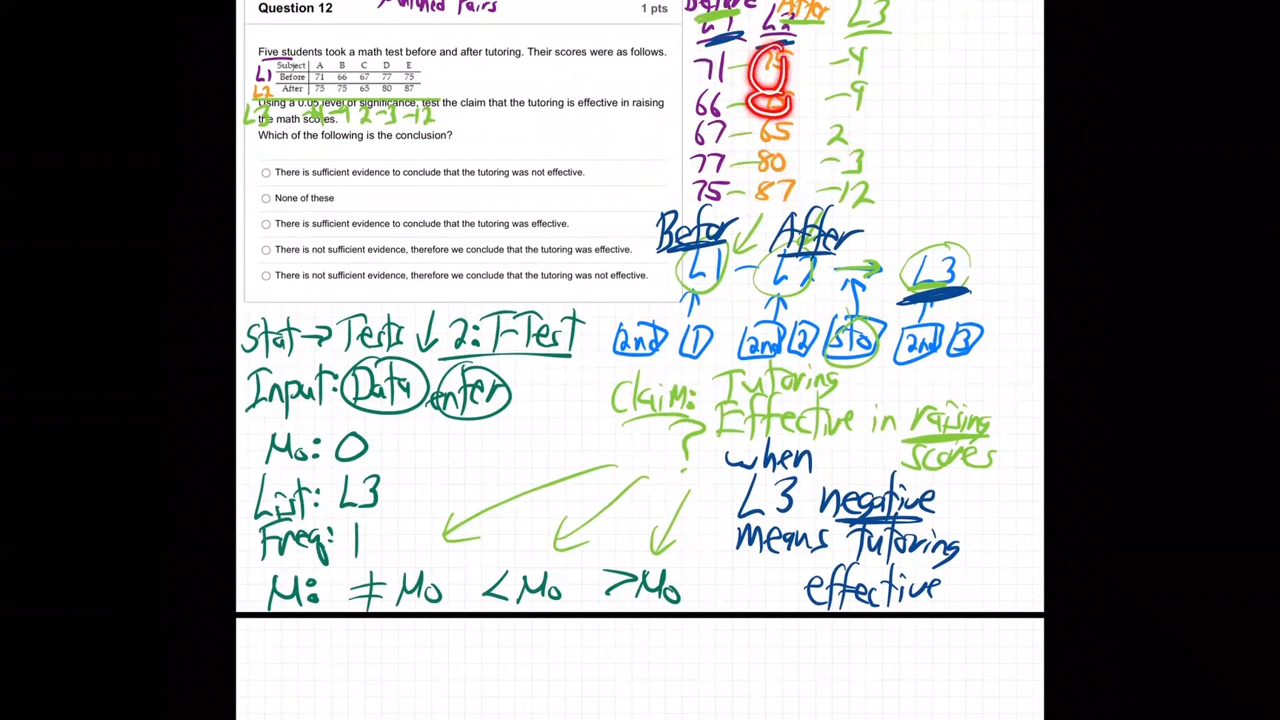 Question 12
Matched Pairs
1 pts
Five students took a math test before and after tutoring. Their scores were as follows.
Subject A B C D E
L1 Before 71 66 67 77 75
L2 After 75 75 65 80 87
Using a 0.05 level of significance, test the claim that the tutoring is effective in raising
L3 -4 -9 2 -3 -12
the math scores.
Which of the following is the conclusion?
There is sufficient evidence to conclude that the tutoring was not effective.
None of these
There is sufficient evidence to conclude that the tutoring was effective.
There is not sufficient evidence, therefore we conclude that the tutoring was effective.
There is not sufficient evidence, therefore we conclude that the tutoring was not effective.
Before After
L1 L2 L3
71 - 75 -4
66 - -9
67 - 65 2
77 - 80 -3
75 - 87 -12
Befor After
L1 - L2 → L3
2nd 1 2nd 2 sto 2nd 3
Stat → Tests ↓ 2: T-Test
Input: Data enter
μ₀: 0
List: L3
Freq: 1
μ: ≠ μ₀ < μ₀ > μ₀
Claim: Tutoring
Effective in raising
scores
?
when
L3 negative
means tutoring
effective